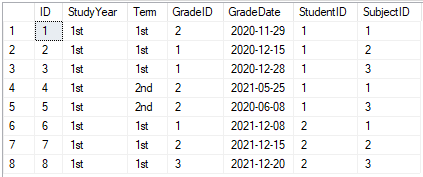 ID StudyYear Term GradeID GradeDate StudentID SubjectID
1 1 1st 1st 2 2020-11-29 1 1
2 2 1st 1st 1 2020-12-15 1 2
3 3 1st 1st 1 2020-12-28 1 3
4 4 1st 2nd 2 2021-05-25 1 1
5 5 1st 2nd 2 2020-06-08 1 3
6 6 1st 1st 1 2021-12-08 2 1
7 7 1st 1st 2 2021-12-15 2 2
8 8 1st 1st 3 2021-12-20 2 3